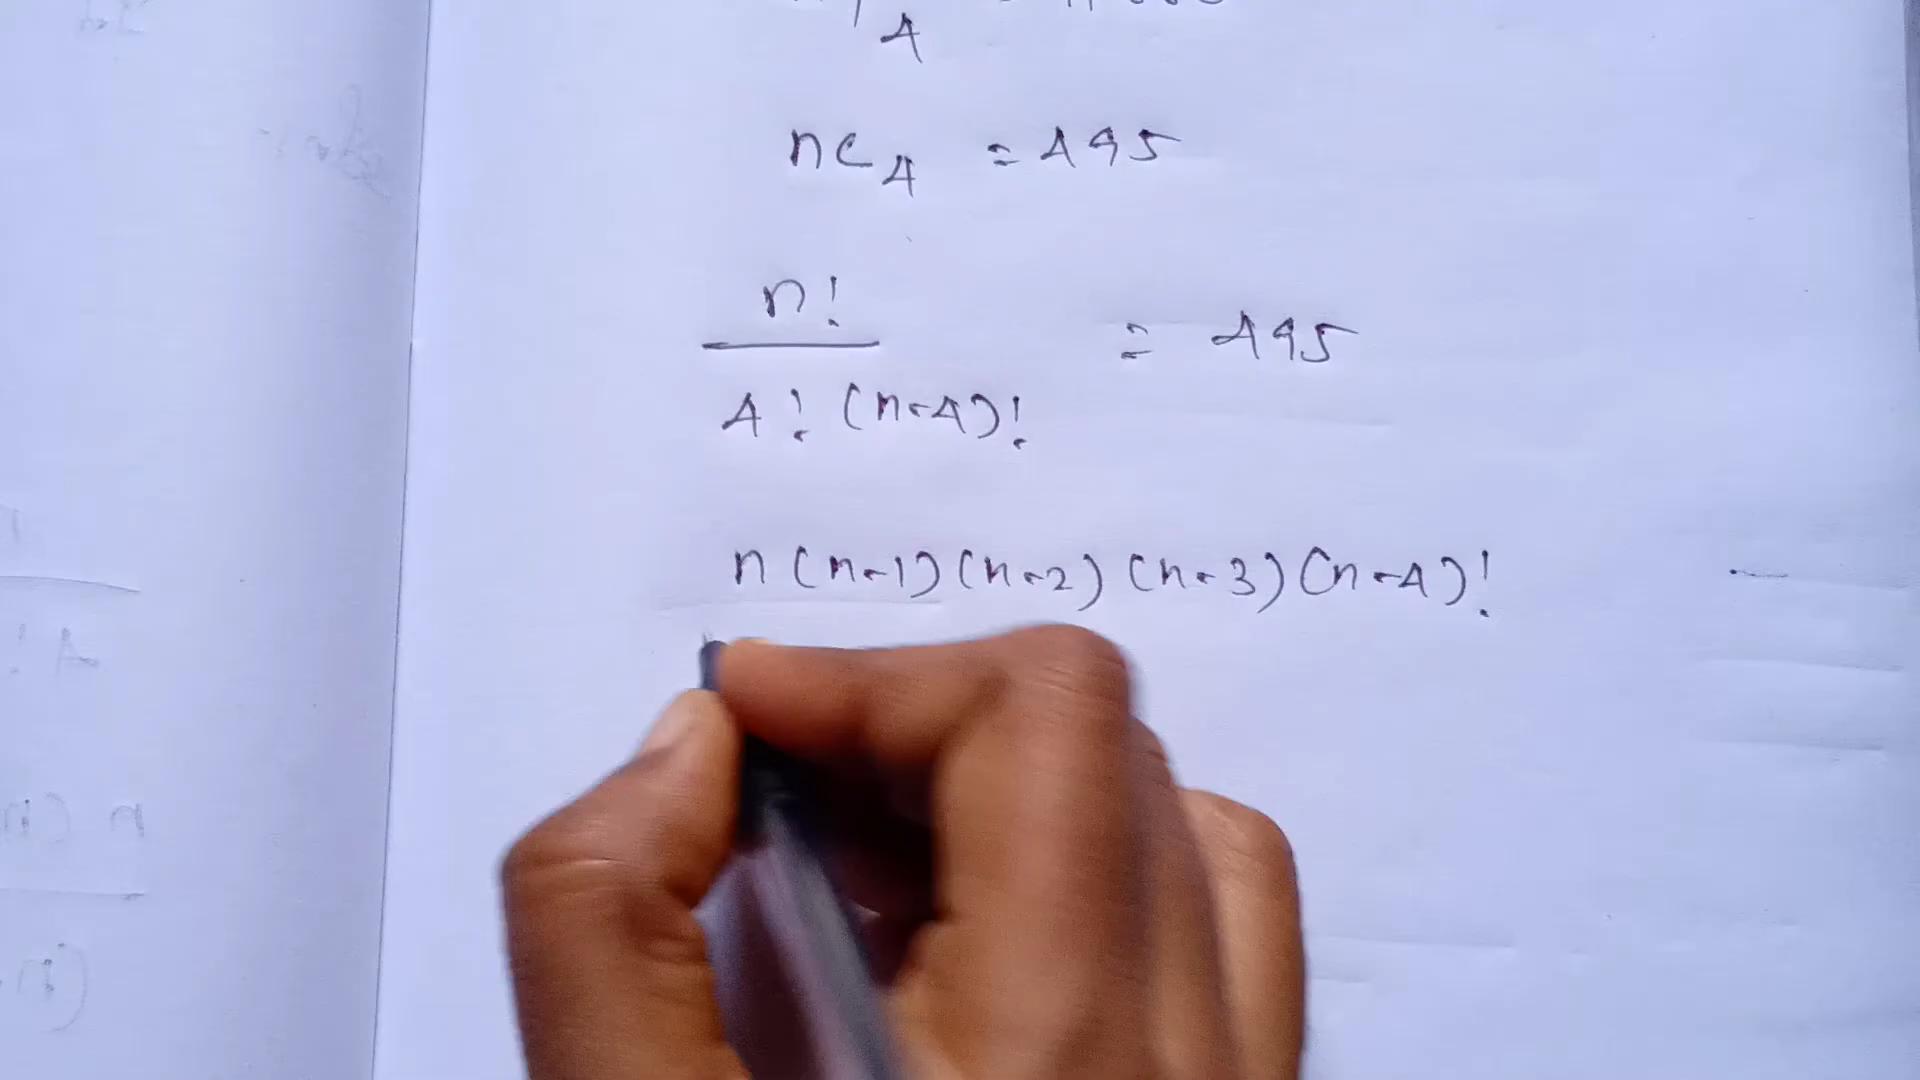 4
nc4 = 495
n!
4! (n-4)! = 495
n (n-1) (n-2) (n-3) (n-4)!